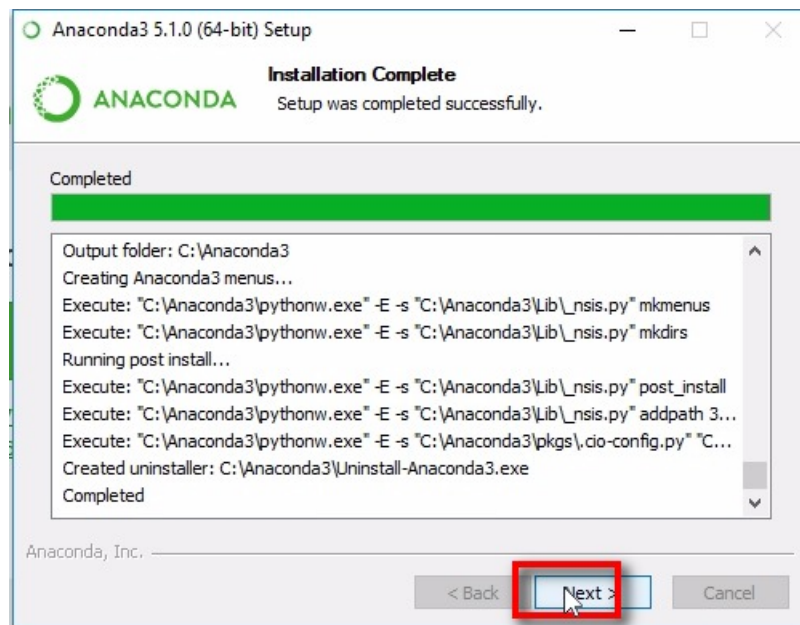 Anaconda3 5.1.0 (64-bit) Setup
ANACONDA
Installation Complete
Setup was completed successfully.
Completed
Output folder: C:\Anaconda3
Creating Anaconda3 menus...
Execute: "C:\Anaconda3\pythonw.exe" -E -s "C:\Anaconda3\Lib\_nsis.py" mkmenus
Execute: "C:\Anaconda3\pythonw.exe" -E -s "C:\Anaconda3\Lib\_nsis.py" mkdirs
Running post install...
Execute: "C:\Anaconda3\pythonw.exe" -E -s "C:\Anaconda3\Lib\_nsis.py" post_install
Execute: "C:\Anaconda3\pythonw.exe" -E -s "C:\Anaconda3\Lib\_nsis.py" addpath 3...
Execute: "C:\Anaconda3\pythonw.exe" -E -s "C:\Anaconda3\pkgs\.cio-config.py" "C...
Created uninstaller: C:\Anaconda3\Uninstall-Anaconda3.exe
Completed
Anaconda, Inc.
< Back Next > Cancel